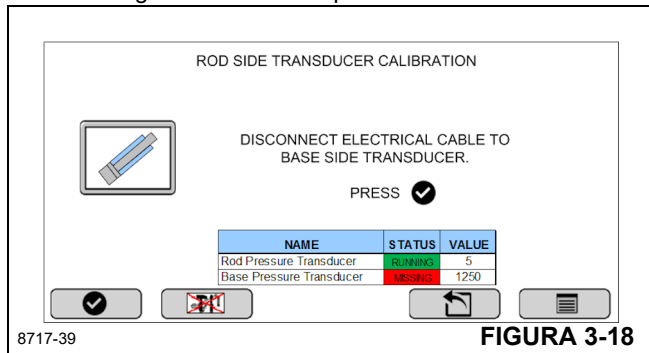 ROD SIDE TRANSDUCER CALIBRATION
DISCONNECT ELECTRICAL CABLE TO
BASE SIDE TRANSDUCER.
PRESS
NAME STATUS VALUE
Rod Pressure Transducer RUNNING 5
Base Pressure Transducer MISSING 1250
8717-39 FIGURA 3-18